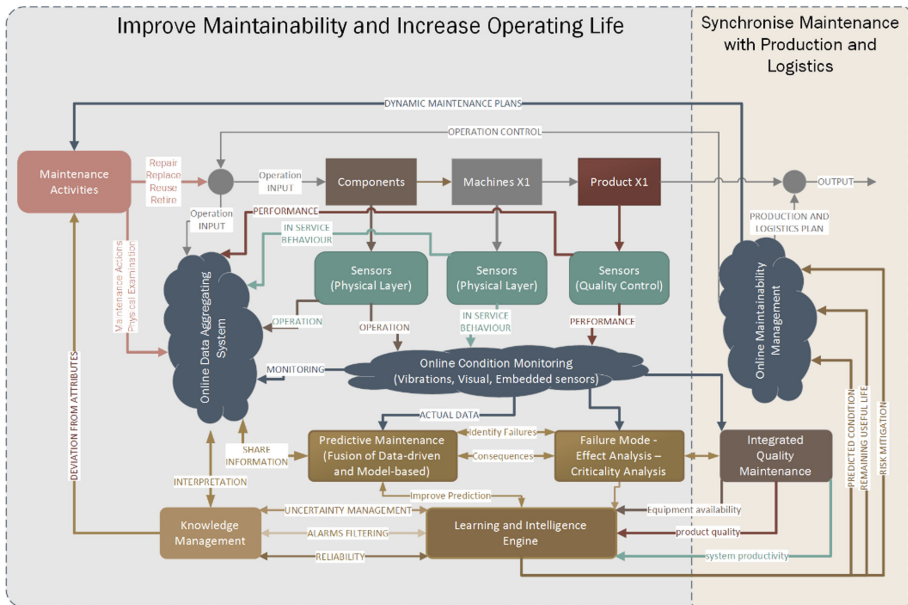 Improve Maintainability and Increase Operating Life
Synchronise Maintenance
with Production and
Logistics
DYNAMIC MAINTENANCE PLANS
OPERATION CONTROL
Maintenance
Activities
Repair
Replace
Reuse
Retire
Operation
INPUT
Components
Machines X1
Product X1
OUTPUT
Operation
INPUT
PERFORMANCE
IN SERVICE
BEHAVIOUR
PRODUCTION AND
LOGISTICS PLAN
Maintenance Actions
Physical Examination
Online Data Aggregating
System
Sensors
(Physical Layer)
Sensors
(Physical Layer)
Sensors
(Quality Control)
Online Maintainability
Management
OPERATION
OPERATION
IN SERVICE
BEHAVIOUR
PERFORMANCE
MONITORING
Online Condition Monitoring
(Vibrations, Visual, Embedded sensors)
DEVIATION FROM ATTRIBUTES
ACTUAL DATA
PREDICTED CONDITION
REMAINING USEFUL LIFE
RISK MITIGATION
SHARE
INFORMATION
Predictive Maintenance
(Fusion of Data-driven
and Model-based)
Identify Failures
Consequences
Failure Mode -
Effect Analysis –
Criticality Analysis
Integrated
Quality
Maintenance
INTERPRETATION
Improve Prediction
Knowledge
Management
UNCERTAINTY MANAGEMENT
ALARMS FILTERING
RELIABILITY
Learning and Intelligence
Engine
Equipment availability
product quality
system productivity